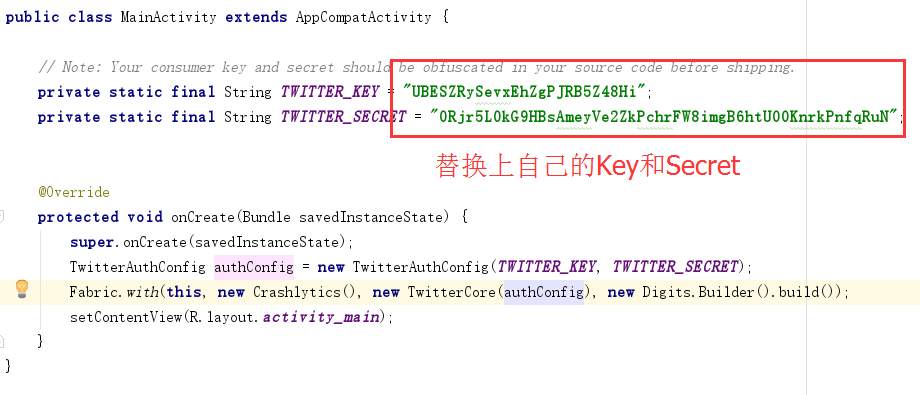 public class MainActivity extends AppCompatActivity {
// Note: Your consumer key and secret should be obfuscated in your source code before shipping.
private static final String TWITTER_KEY = "UBESZRySevxEhZgPJRB5Z48Hi";
private static final String TWITTER_SECRET = "0Rjr5L0kG9HBsAmeyVe2ZkPchrFW8imgB6htU00KnrkPnfqRuN";
替换上自己的Key和Secret
@Override
protected void onCreate(Bundle savedInstanceState) {
super.onCreate(savedInstanceState);
TwitterAuthConfig authConfig = new TwitterAuthConfig(TWITTER_KEY, TWITTER_SECRET);
Fabric.with(this, new Crashlytics(), new TwitterCore(authConfig), new Digits.Builder().build());
setContentView(R.layout.activity_main);
}
}